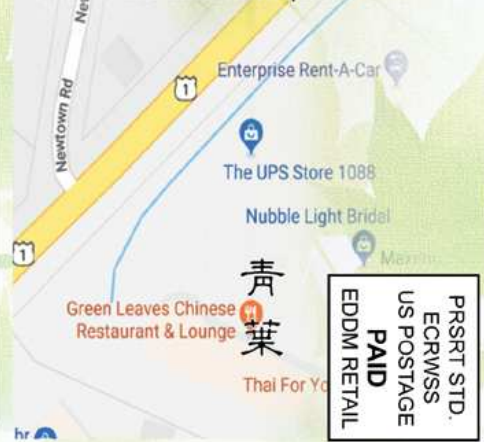 Newtown Rd
1
Enterprise Rent-A-Car
The UPS Store 1088
Nubble Light Bridal
1
青葉
Green Leaves Chinese
Restaurant & Lounge
Thai For Yo
PRSRT STD.
ECRWSS
US POSTAGE
PAID
EDDM RETAIL